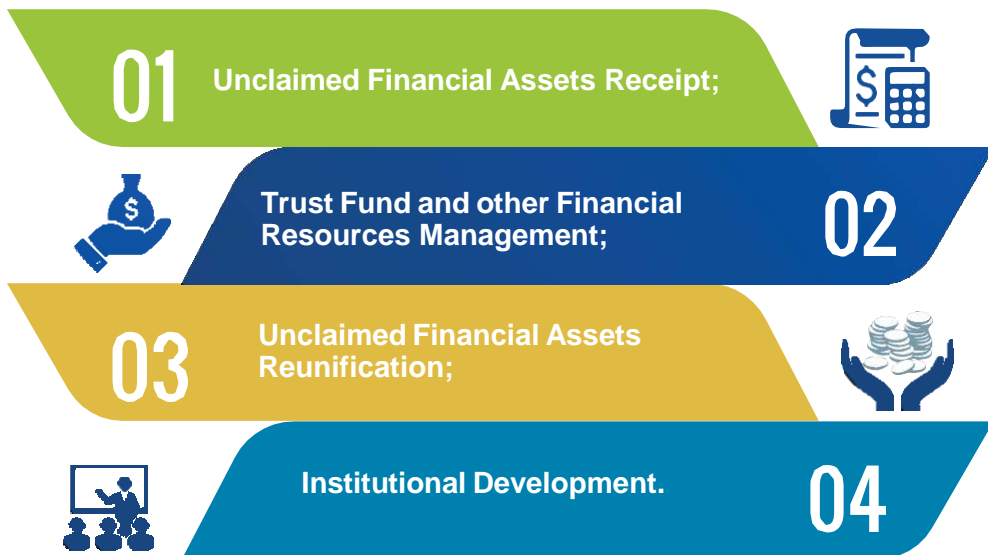 01
Unclaimed Financial Assets Receipt;
$
$
Trust Fund and other Financial
Resources Management;
02
03
Unclaimed Financial Assets
Reunification;
Institutional Development.
04